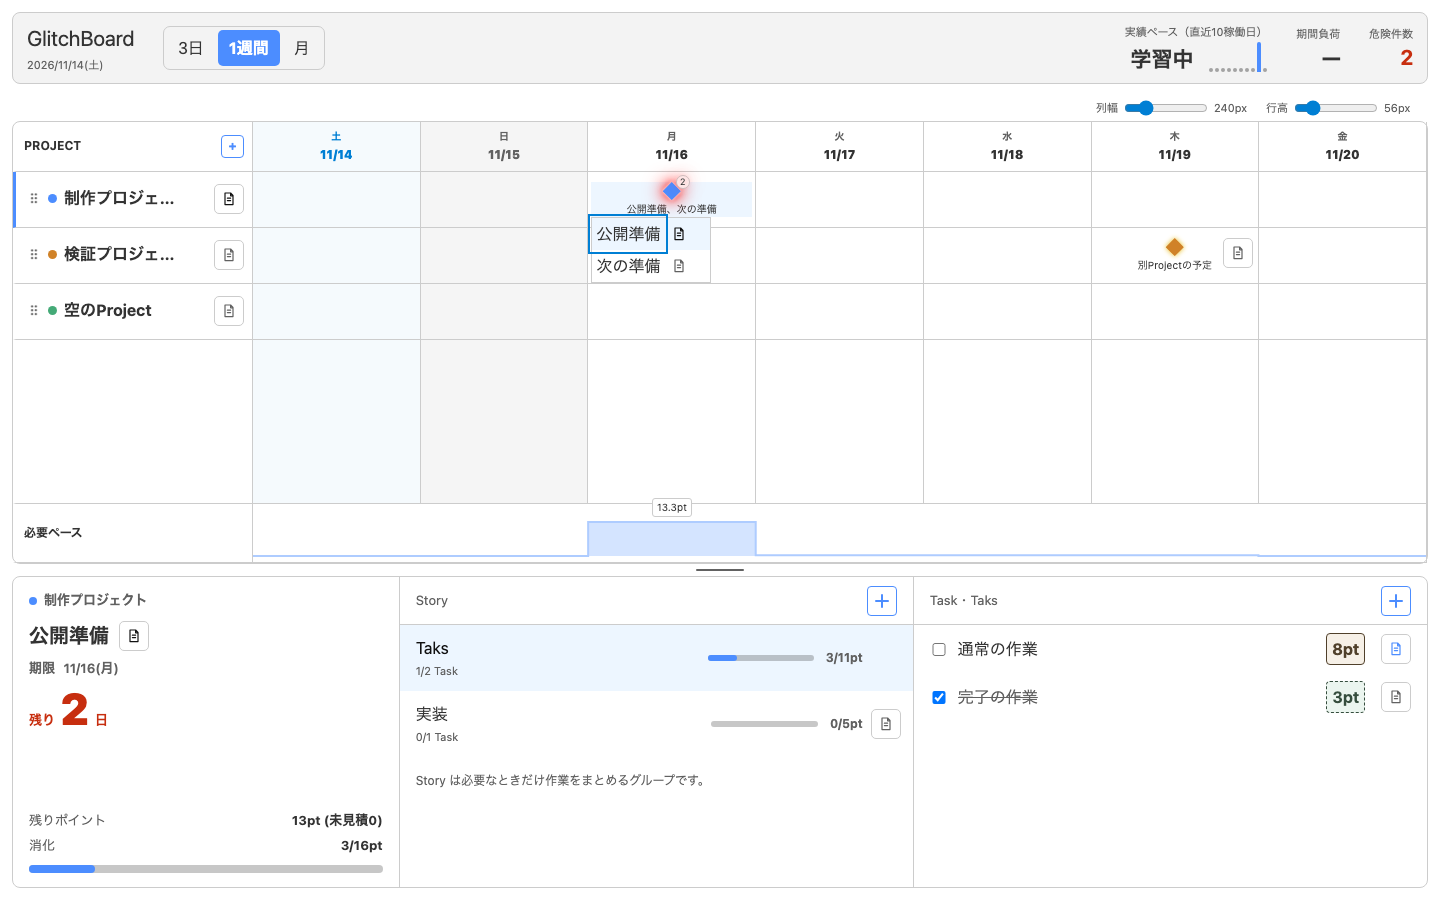 GlitchBoard
2026/11/14(土)
3日 1週間 月
実績ペース（直近10稼働日）
学習中
期間負荷
—
危険件数
2
列幅 240px 行高 56px
PROJECT +
土 11/14
日 11/15
月 11/16
火 11/17
水 11/18
木 11/19
金 11/20
制作プロジェ...
2
公開準備、次の準備
公開準備
次の準備
検証プロジェ...
別Projectの予定
空のProject
必要ペース
13.3pt
制作プロジェクト
公開準備
期限 11/16(月)
残り 2 日
残りポイント 13pt (未見積0)
消化 3/16pt
Story +
Taks
1/2 Task
3/11pt
実装
0/1 Task
0/5pt
Story は必要なときだけ作業をまとめるグループです。
Task・Taks +
通常の作業 8pt
完了の作業 3pt